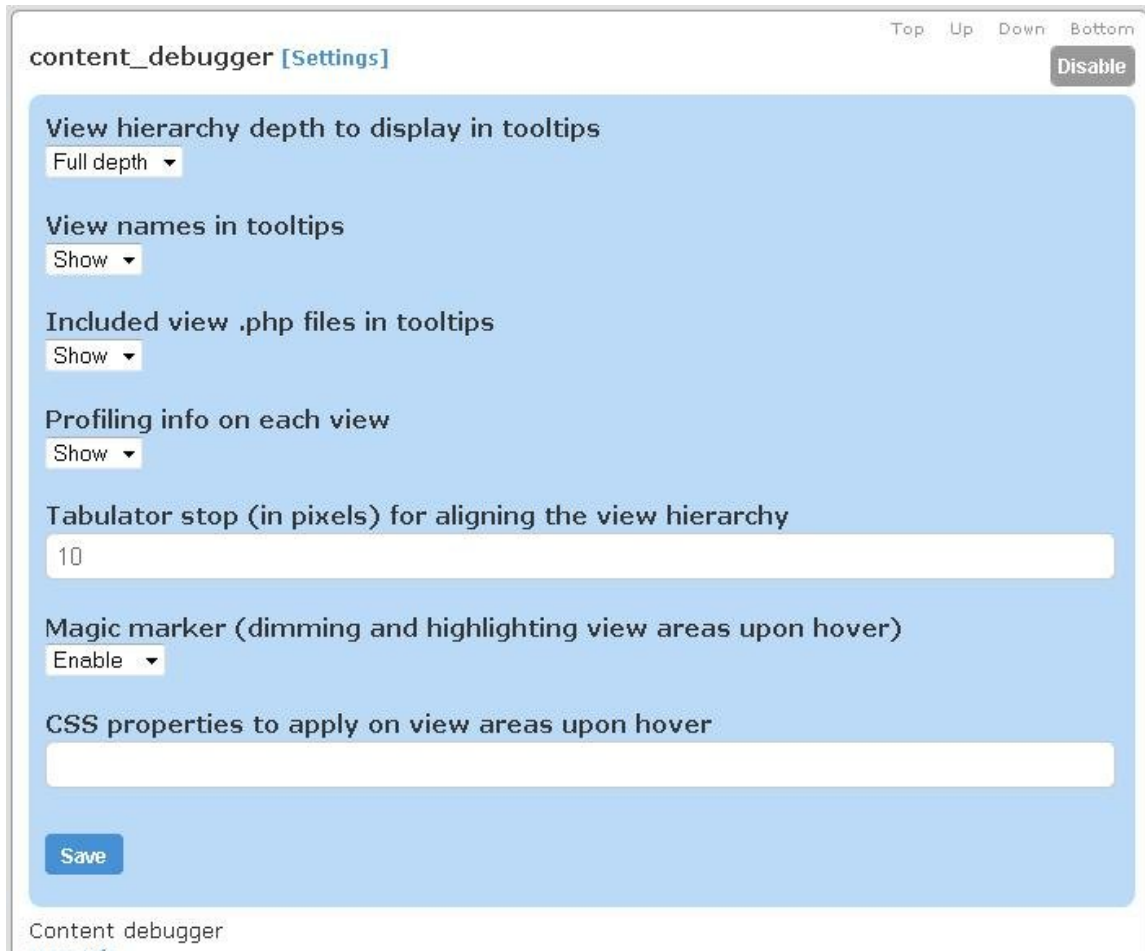 Top Up Down Bottom
content_debugger [Settings]
Disable
View hierarchy depth to display in tooltips
Full depth
View names in tooltips
Show
Included view .php files in tooltips
Show
Profiling info on each view
Show
Tabulator stop (in pixels) for aligning the view hierarchy
10
Magic marker (dimming and highlighting view areas upon hover)
Enable
CSS properties to apply on view areas upon hover
Save
Content debugger